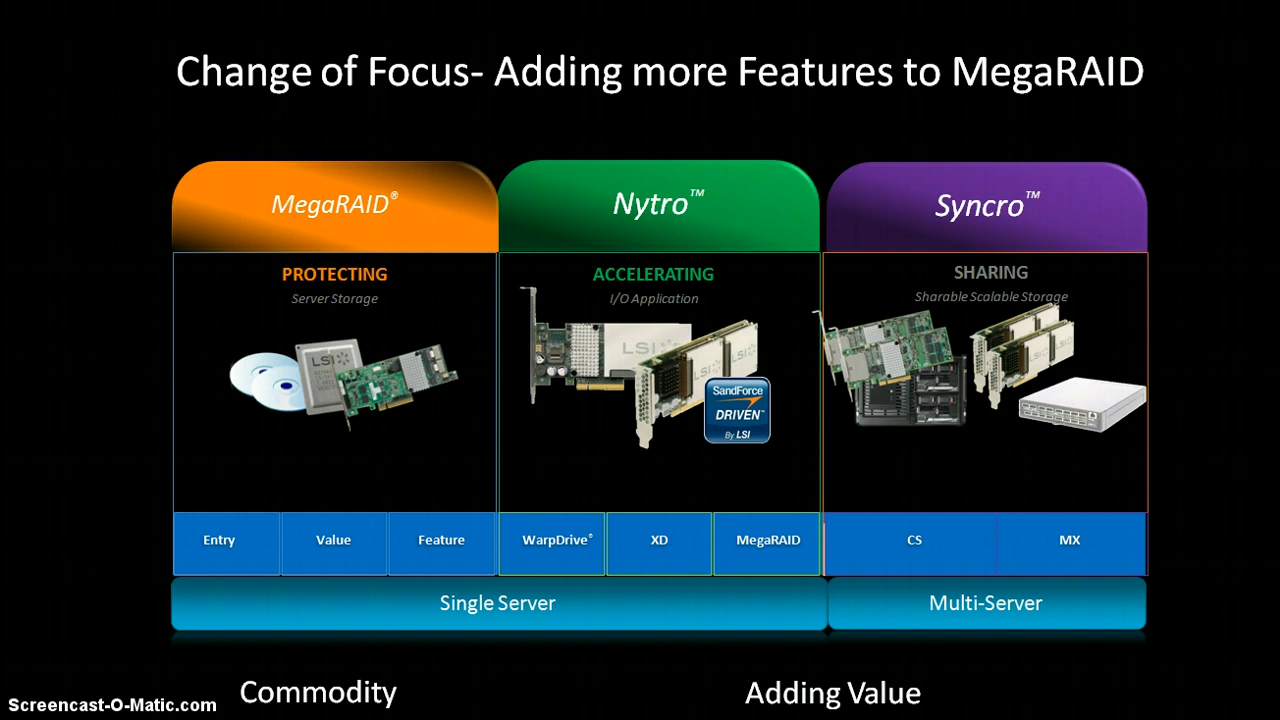 Change of Focus- Adding more Features to MegaRAID
MegaRAID®
Nytro™
Syncro™
PROTECTING
Server Storage
ACCELERATING
I/O Application
SHARING
Sharable Scalable Storage
LSI
LSI
LSI
LSI
SandForce
DRIVEN™
By LSI
Entry
Value
Feature
WarpDrive®
XD
MegaRAID
CS
MX
Single Server
Multi-Server
Commodity
Adding Value
Screencast-O-Matic.com